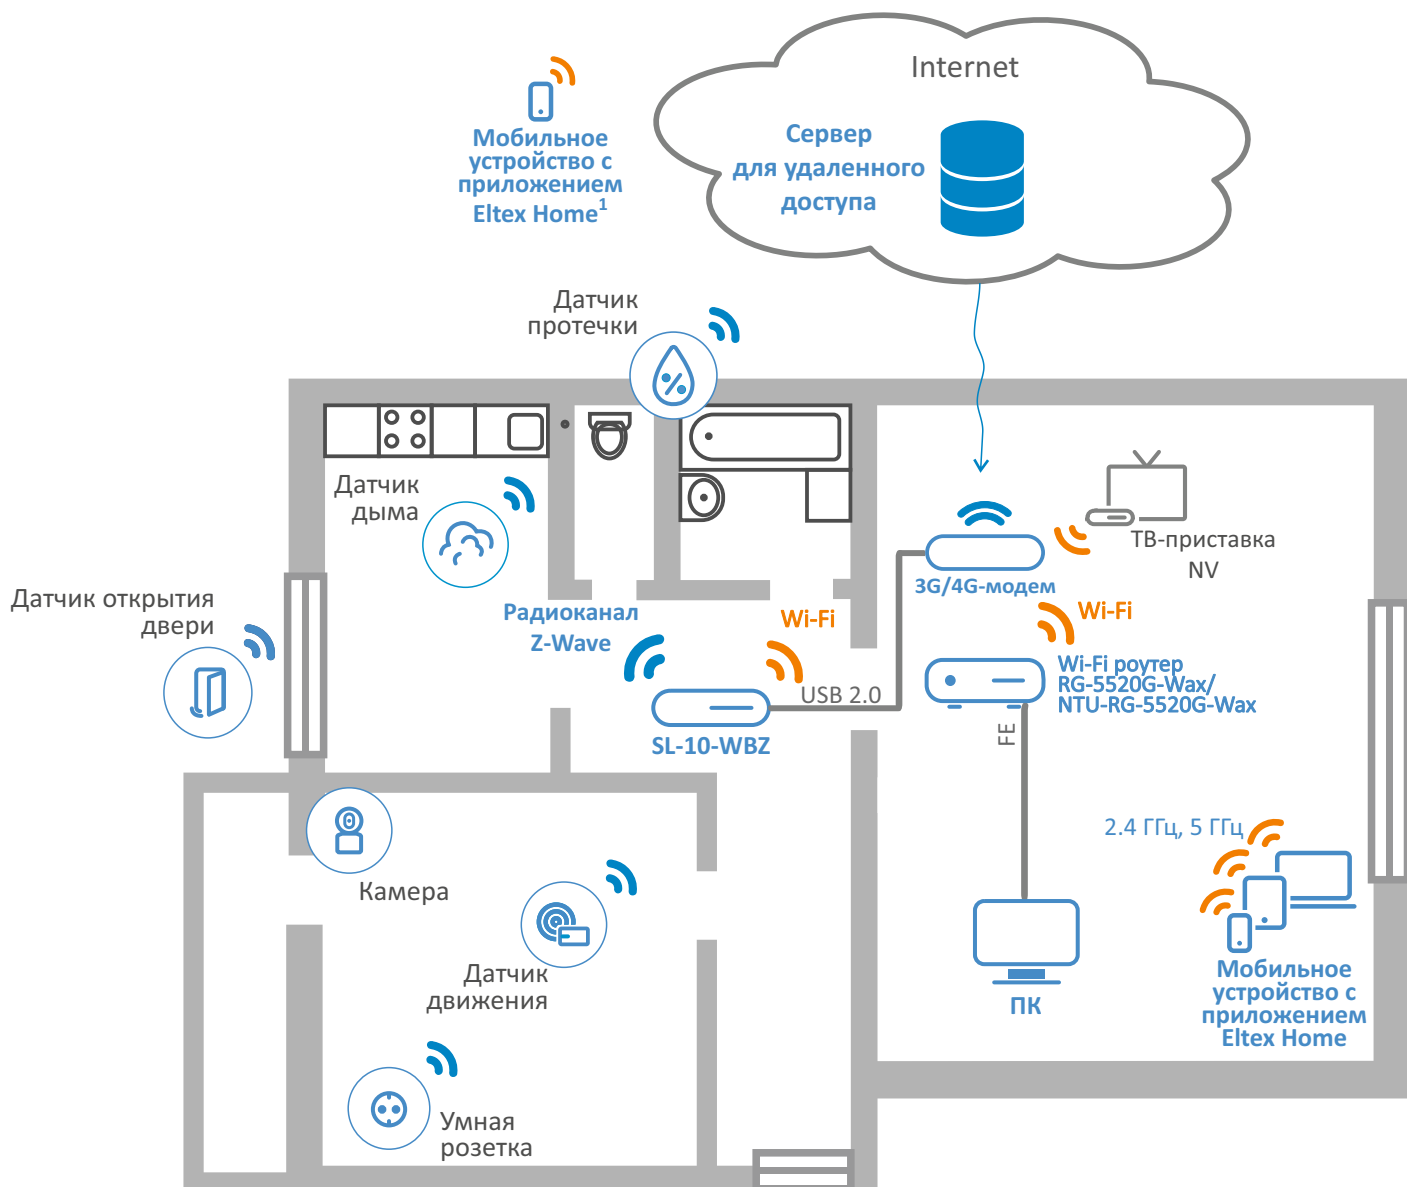 Internet
Сервер
для удаленного
доступа
Мобильное
устройство с
приложением
Eltex Home¹
Датчик
протечки
Датчик
дыма
Датчик открытия
двери
Радиоканал
Z-Wave
Wi-Fi
USB 2.0
SL-10-WBZ
3G/4G-модем
ТВ-приставка
NV
Wi-Fi
Wi-Fi роутер
RG-5520G-Wax/
NTU-RG-5520G-Wax
FE
2.4 ГГц, 5 ГГц
Камера
Датчик
движения
ПК
Мобильное
устройство с
приложением
Eltex Home
Умная
розетка